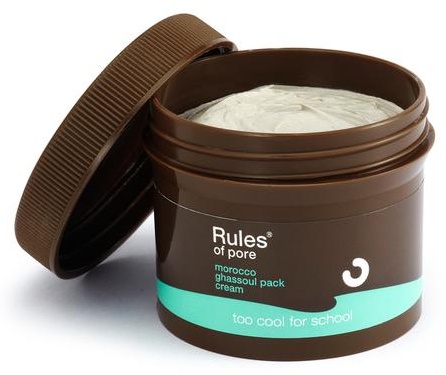 Rules®
of pore
morocco
ghassoul pack
cream
too cool for school